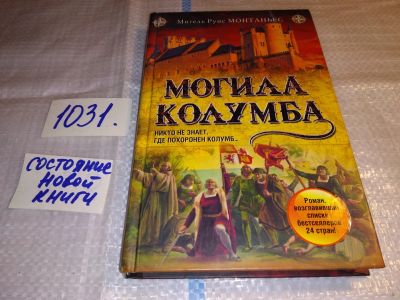 1031.
СОСТОЯНИЕ
НОВОЙ
КНИГИ
Мигель Руис МОНТАНЬЕС
МОГИЛА
КОЛУМБА
НИКТО НЕ ЗНАЕТ,
ГДЕ ПОХОРОНЕН КОЛУМБ...
Роман,
возглавивший
списки
бестселлеров
24 стран!